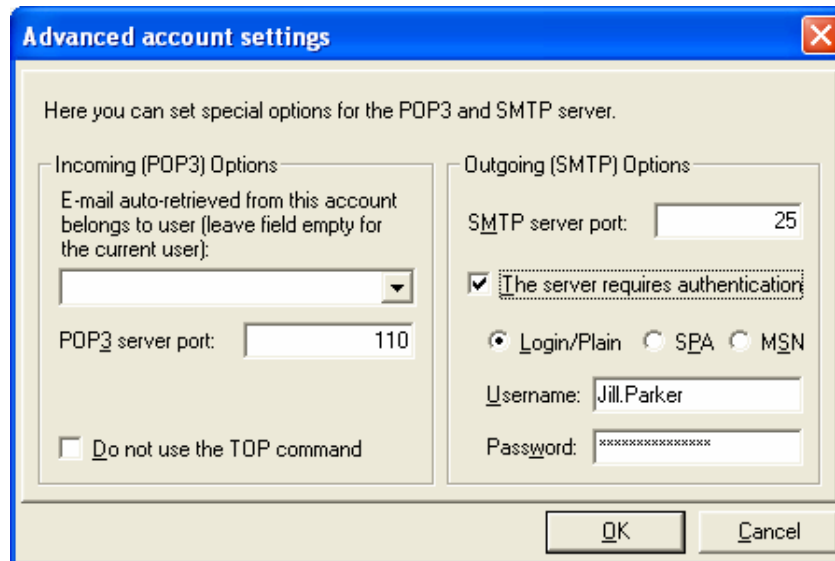 Advanced account settings
Here you can set special options for the POP3 and SMTP server.
Incoming (POP3) Options
E-mail auto-retrieved from this account
belongs to user (leave field empty for
the current user):
POP3 server port: 110
Do not use the TOP command
Outgoing (SMTP) Options
SMTP server port: 25
The server requires authentication
Login/Plain SPA MSN
Username: Jill.Parker
Password: ***************
OK Cancel